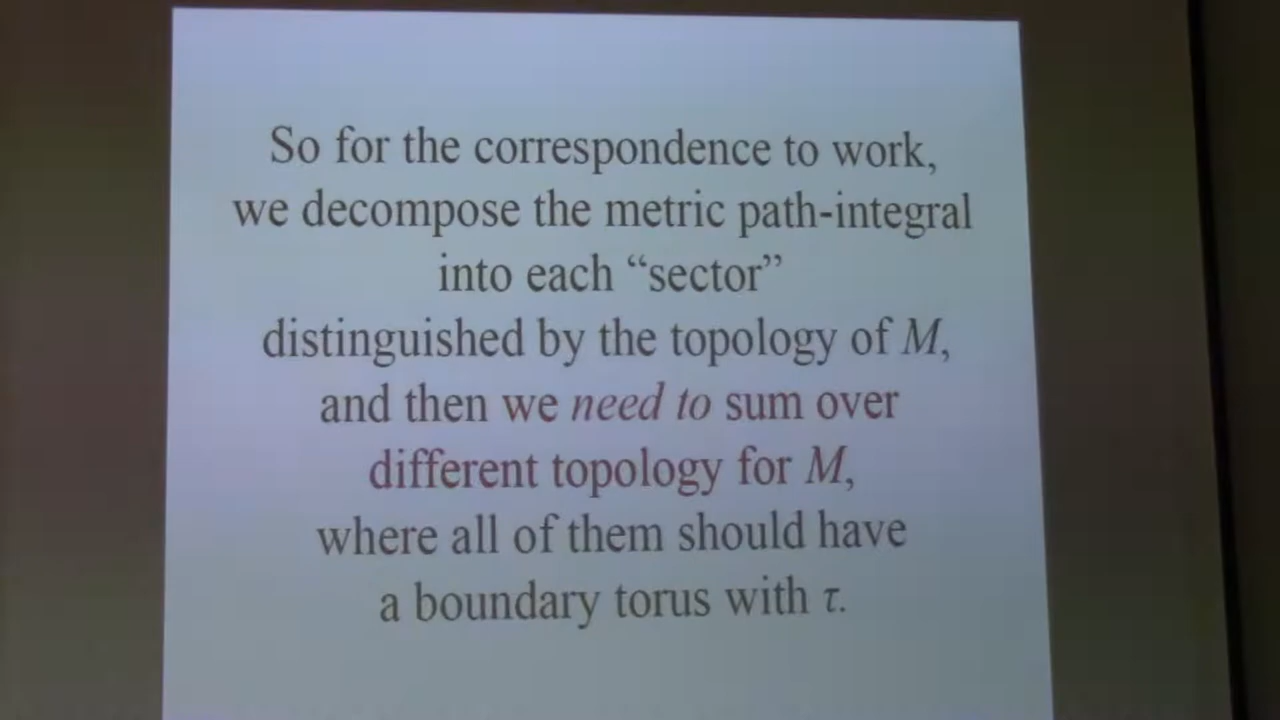 So for the correspondence to work,
we decompose the metric path-integral
into each “sector”
distinguished by the topology of M,
and then we need to sum over
different topology for M,
where all of them should have
a boundary torus with τ.